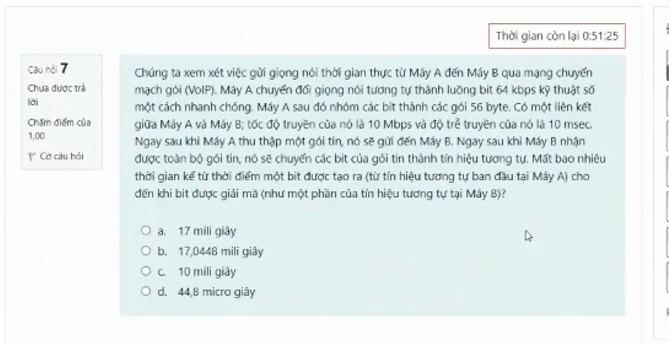 Thời gian còn lại 0:51:25
Câu hỏi 7
Chưa được trả
lời
Chấm điểm của
1,00
Cờ câu hỏi
Chúng ta xem xét việc gửi giọng nói thời gian thực từ Máy A đến Máy B qua mạng chuyển
mạch gói (VoIP). Máy A chuyển đổi giọng nói tương tự thành luồng bit 64 kbps kỹ thuật số
một cách nhanh chóng. Máy A sau đó nhóm các bit thành các gói 56 byte. Có một liên kết
giữa Máy A và Máy B; tốc độ truyền của nó là 10 Mbps và độ trễ truyền của nó là 10 msec.
Ngay sau khi Máy A thu thập một gói tin, nó sẽ gửi đến Máy B. Ngay sau khi Máy B nhận
được toàn bộ gói tin, nó sẽ chuyển các bit của gói tin thành tín hiệu tương tự. Mất bao nhiêu
thời gian kể từ thời điểm một bit được tạo ra (từ tín hiệu tương tự ban đầu tại Máy A) cho
đến khi bit được giải mã (như một phần của tín hiệu tương tự tại Máy B)?
a. 17 mili giây
b. 17,0448 mili giây
c. 10 mili giây
d. 44,8 micro giây